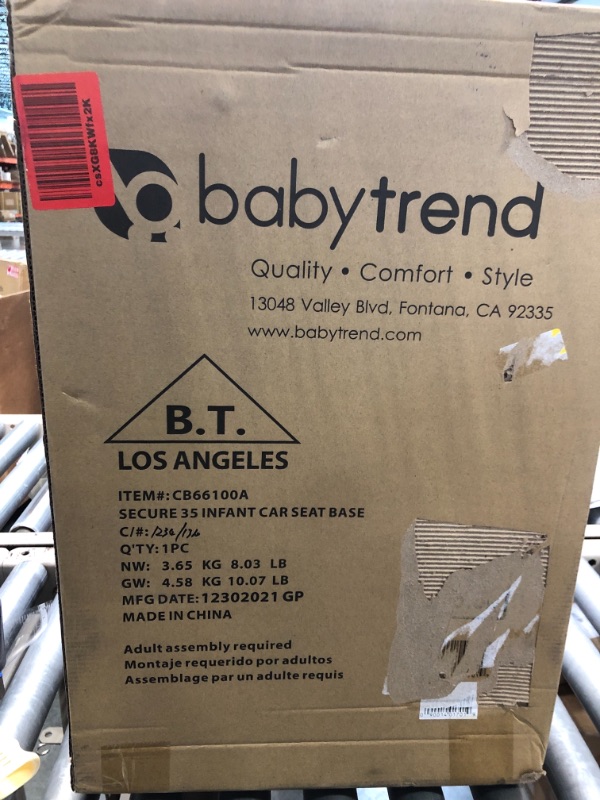 csXGBKWfx2K
babytrend
Quality • Comfort • Style
13048 Valley Blvd, Fontana, CA 92335
www.babytrend.com
B.T.
LOS ANGELES
ITEM#: CB66100A
SECURE 35 INFANT CAR SEAT BASE
C/#:
Q'TY: 1PC
NW: 3.65 KG 8.03 LB
GW: 4.58 KG 10.07 LB
MFG DATE: 12302021 GP
MADE IN CHINA
Adult assembly required
Montaje requerido por adultos
Assemblage par un adulte requis